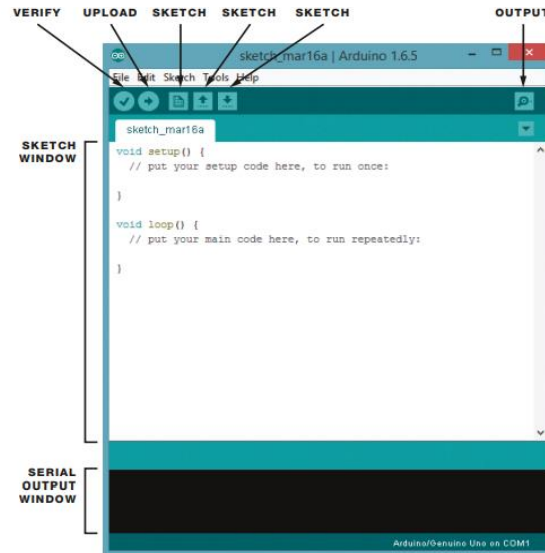 VERIFY UPLOAD SKETCH SKETCH SKETCH OUTPUT
sketch_mar16a | Arduino 1.6.5
File Edit Sketch Tools Help
sketch_mar16a
SKETCH
WINDOW
void setup() {
// put your setup code here, to run once:
}
void loop() {
// put your main code here, to run repeatedly:
}
SERIAL
OUTPUT
WINDOW
Arduino/Genuino Uno on COM1